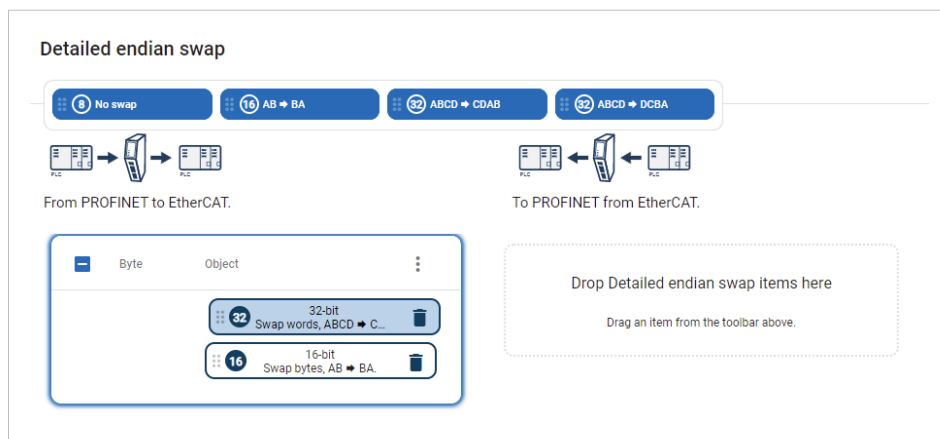 Detailed endian swap
8 No swap
16 AB ➡ BA
32 ABCD ➡ CDAB
32 ABCD ➡ DCBA
PLC PLC
PLC PLC
From PROFINET to EtherCAT.
To PROFINET from EtherCAT.
Byte Object
32 32-bit
Swap words, ABCD ➡ C...
16 16-bit
Swap bytes, AB ➡ BA.
Drop Detailed endian swap items here
Drag an item from the toolbar above.